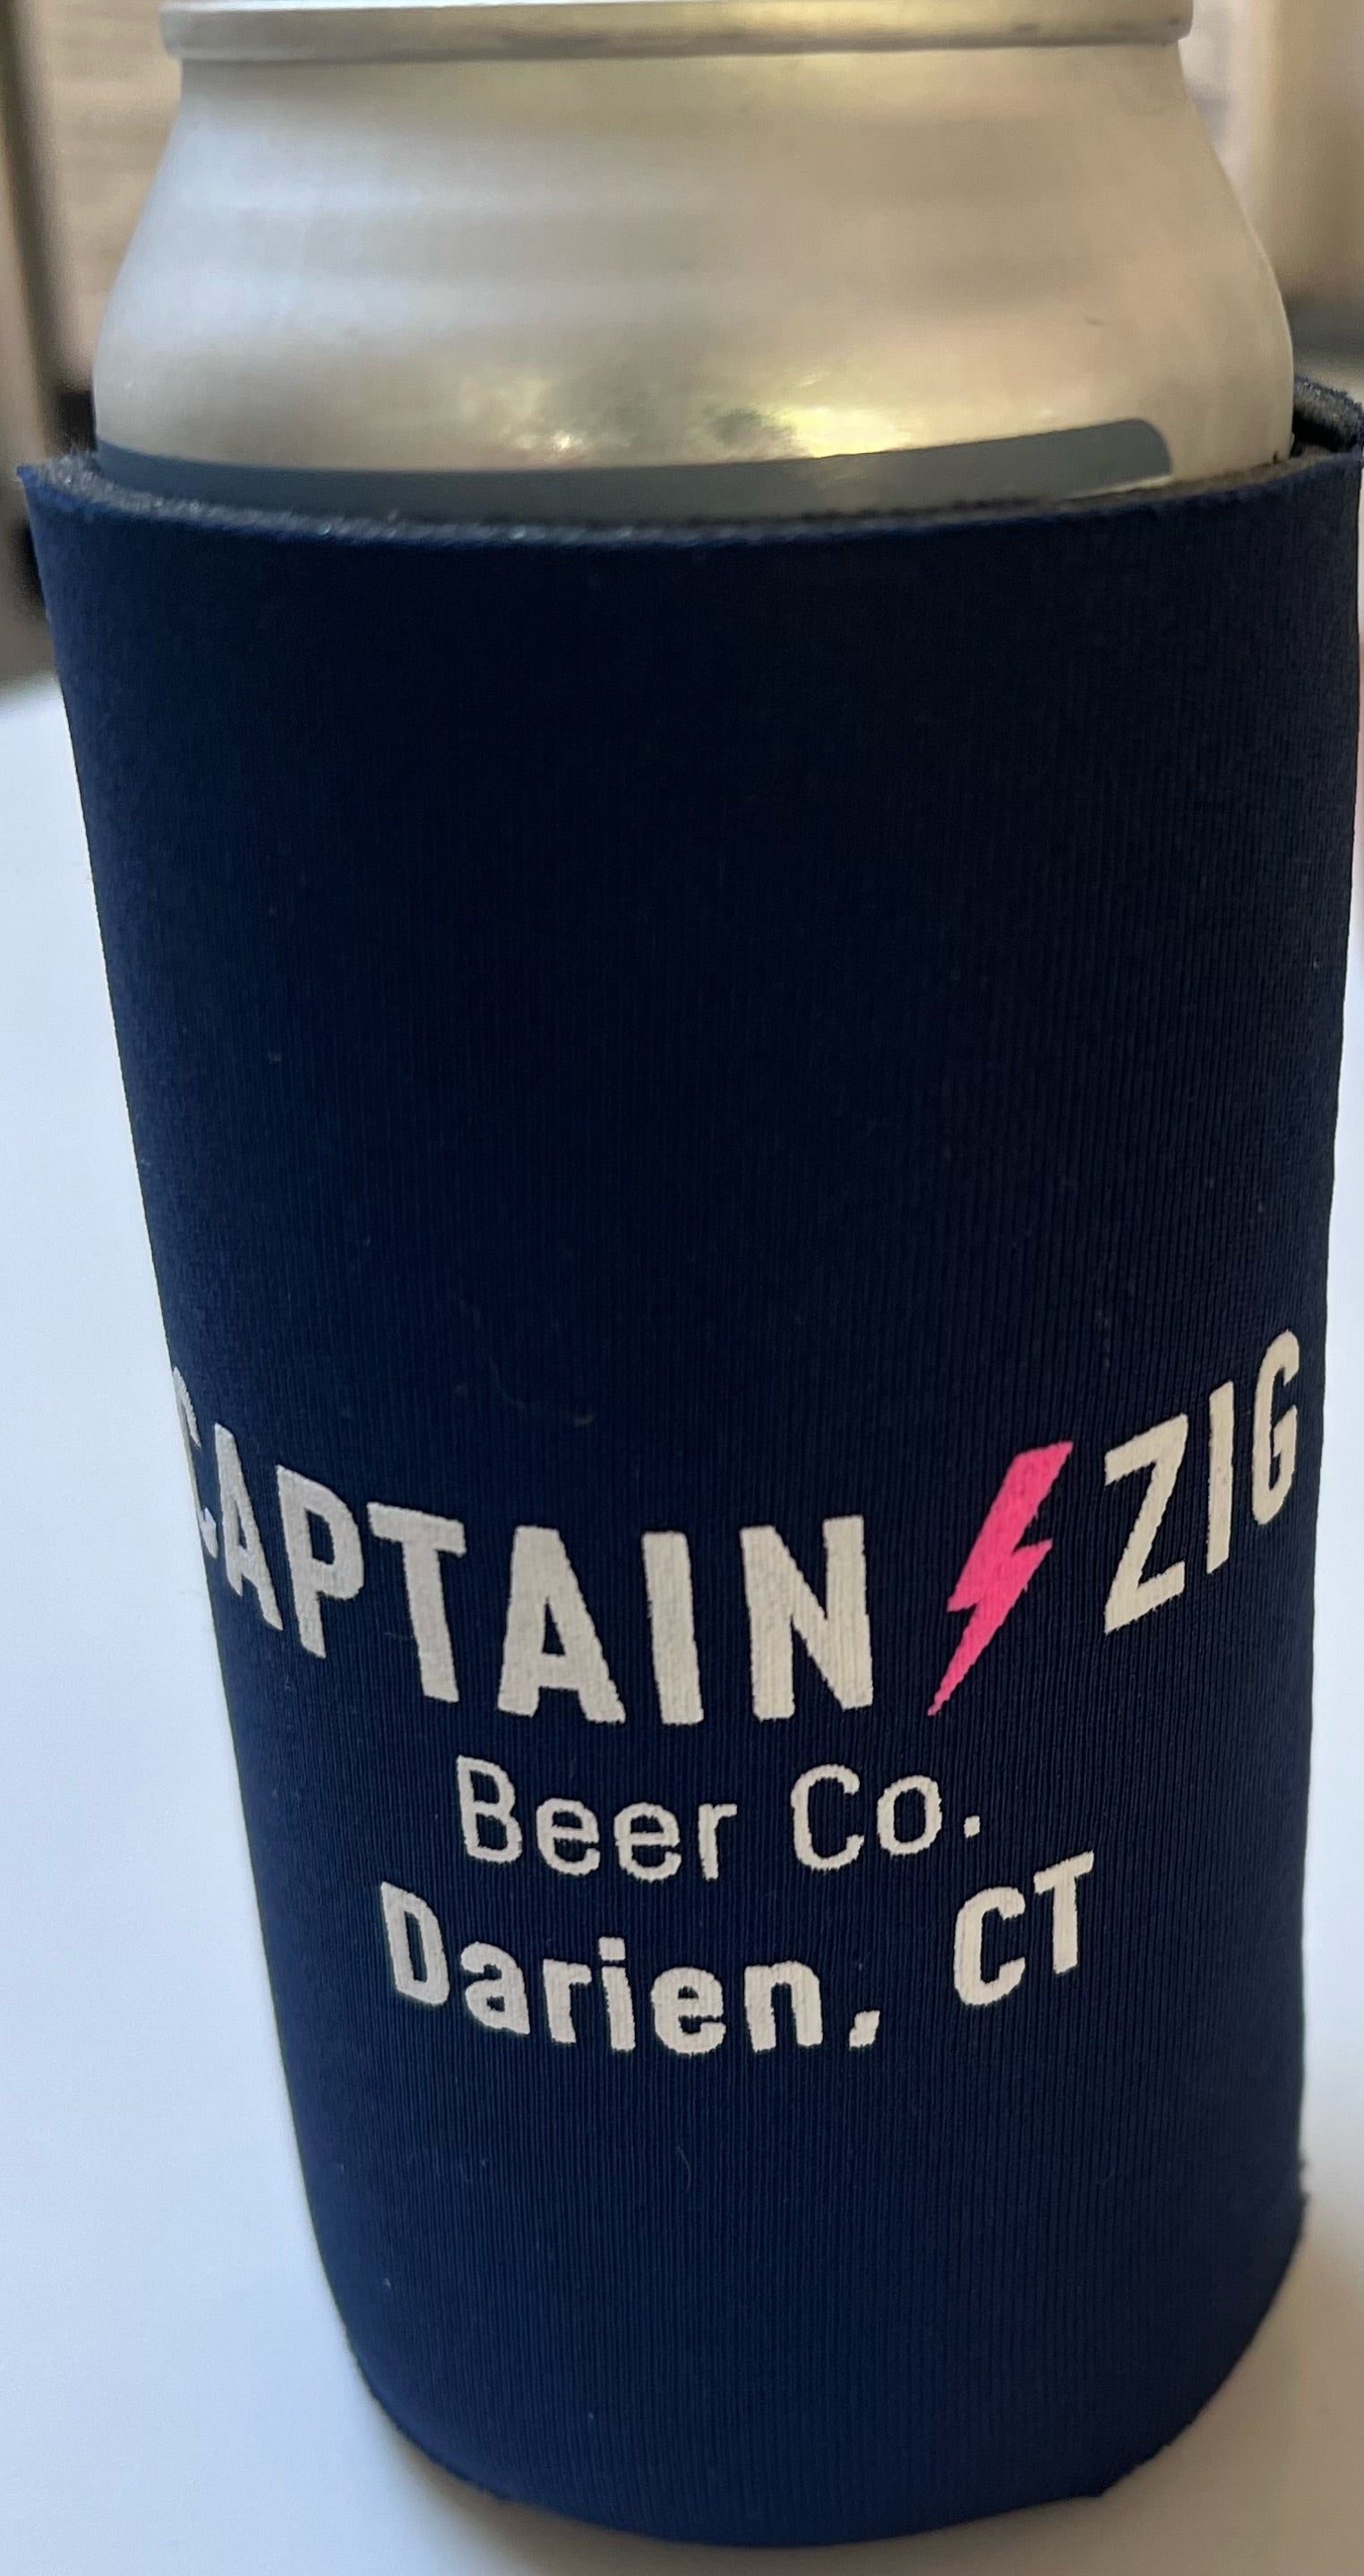 CAPTAIN ZIG
Beer Co.
Darien, CT